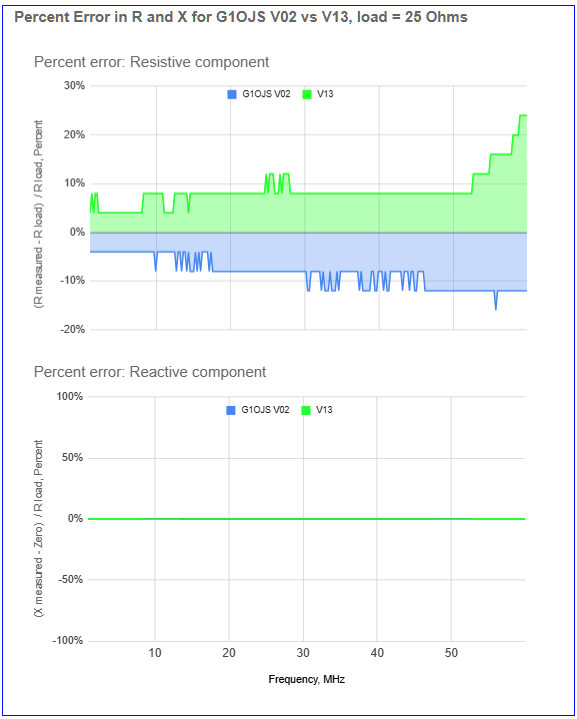 Percent Error in R and X for G1OJS V02 vs V13, load = 25 Ohms
Percent error: Resistive component
G1OJS V02 V13
30%
20%
10%
0%
-10%
-20%
(R measured - R load) / R load, Percent
Percent error: Reactive component
G1OJS V02 V13
100%
50%
0%
-50%
-100%
(X measured - Zero) / R load, Percent
10 20 30 40 50
Frequency, MHz